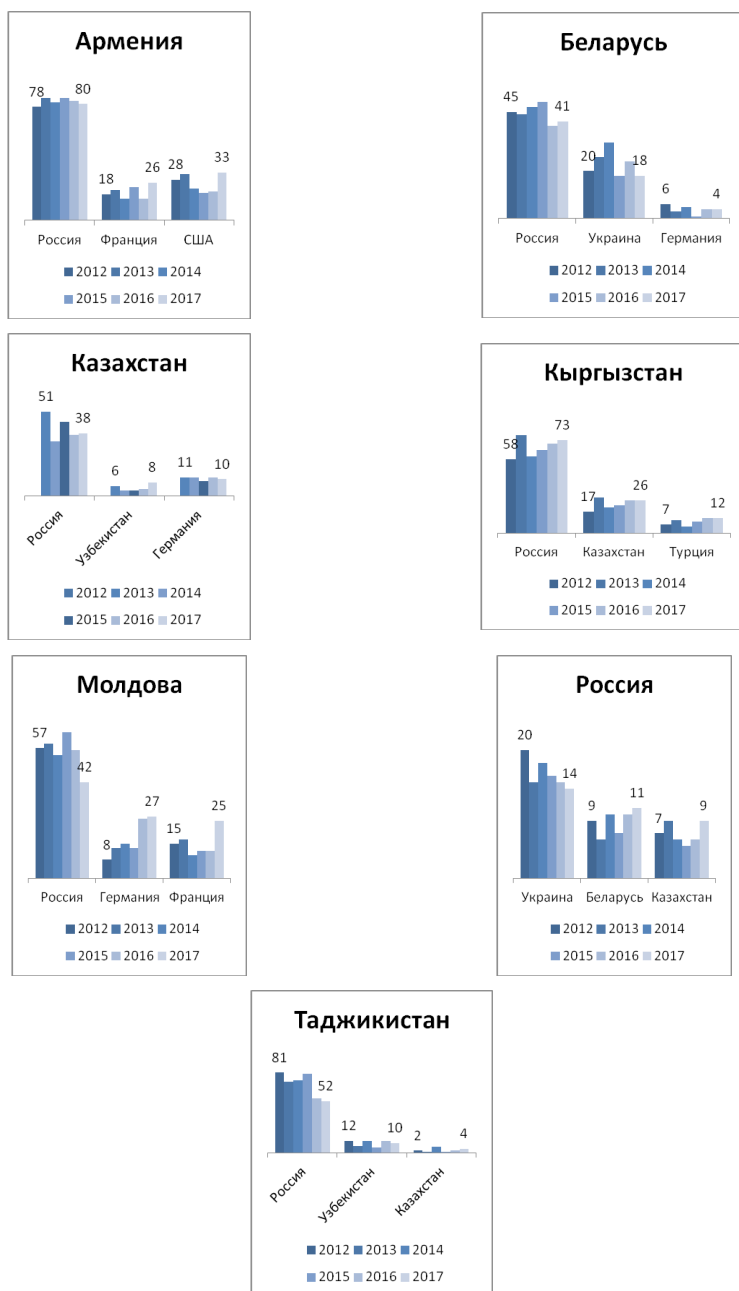 Армения
78 80
18 26
28 33
Россия Франция США
2012 2013 2014
2015 2016 2017
Беларусь
45 41
20 18
6 4
Россия Украина Германия
2012 2013 2014
2015 2016 2017
Казахстан
51 38
6 8
11 10
Россия Узбекистан Германия
2012 2013 2014
2015 2016 2017
Кыргызстан
58 73
17 26
7 12
Россия Казахстан Турция
2012 2013 2014
2015 2016 2017
Молдова
57 42
8 27
15 25
Россия Германия Франция
2012 2013 2014
2015 2016 2017
Россия
20 14
9 11
7 9
Украина Беларусь Казахстан
2012 2013 2014
2015 2016 2017
Таджикистан
81 52
12 10
2 4
Россия Узбекистан Казахстан
2012 2013 2014
2015 2016 2017